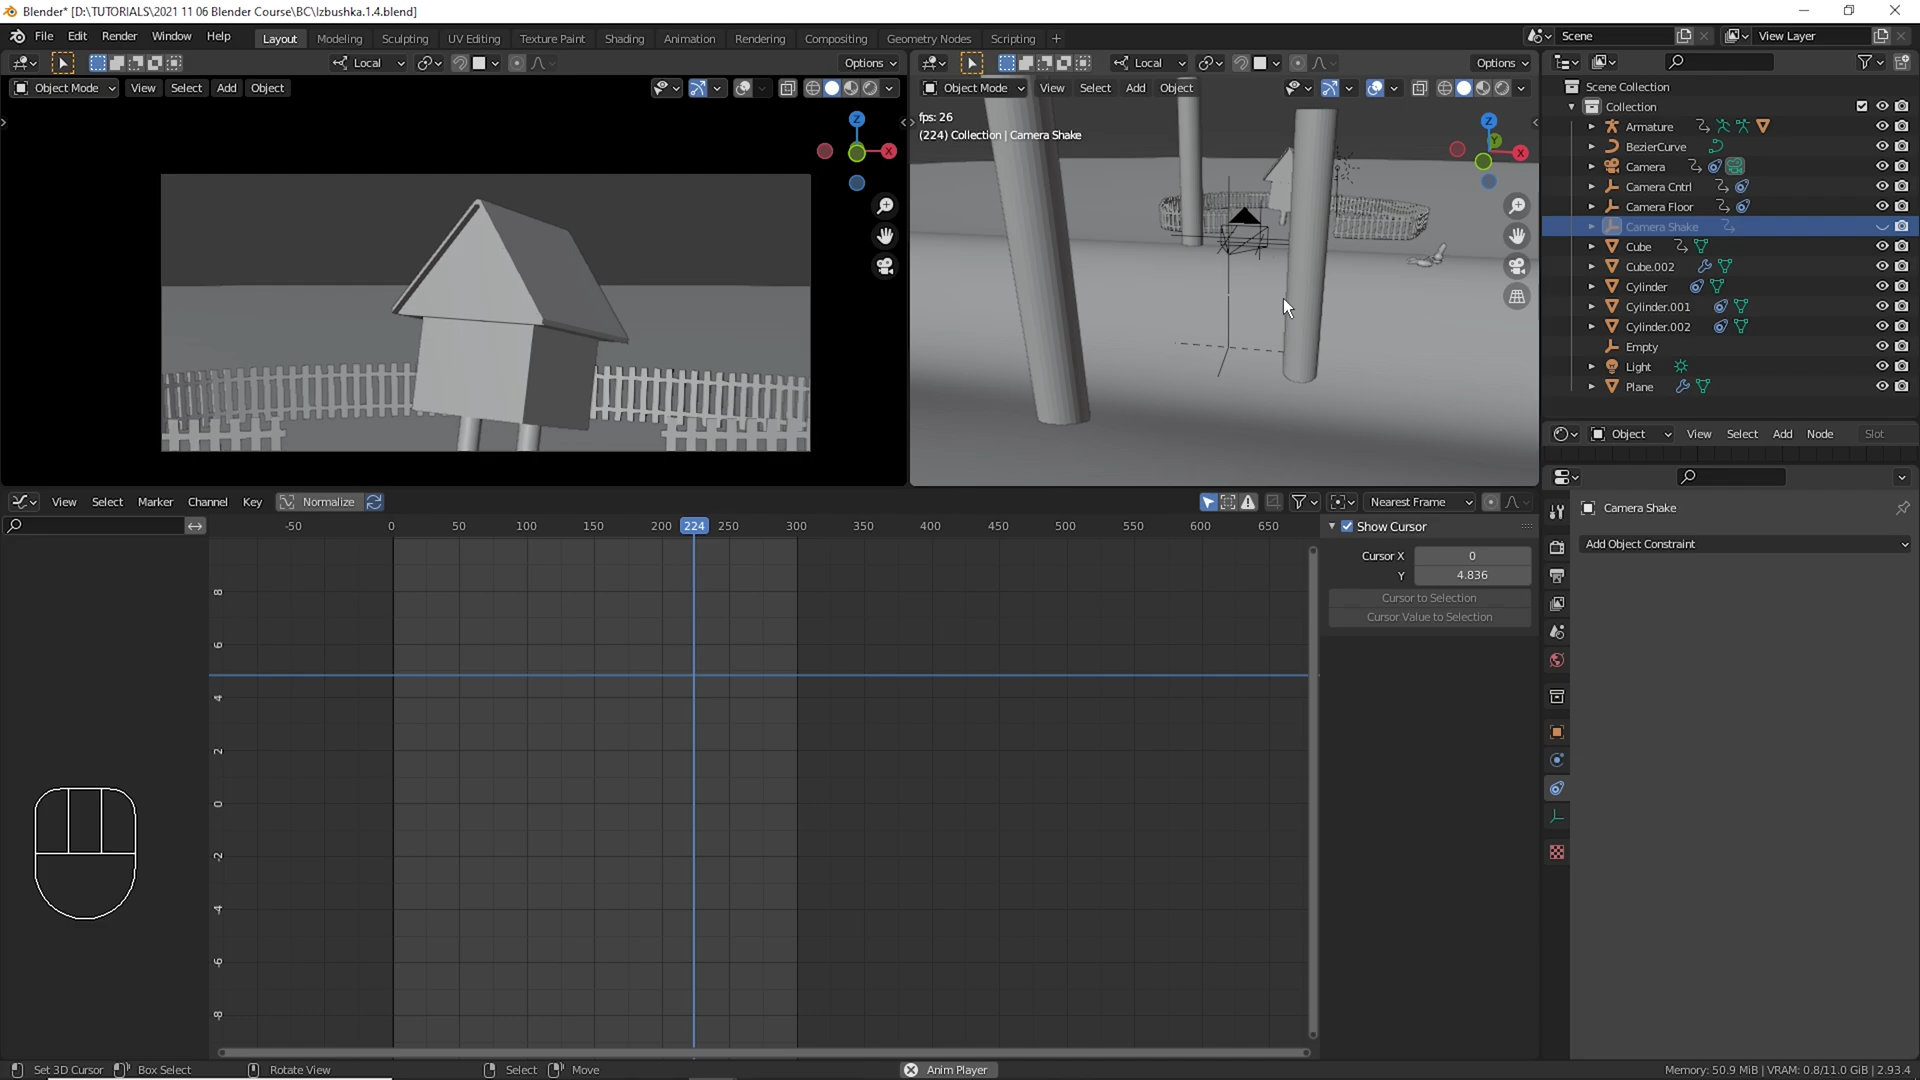 Blender* [D:\TUTORIALS\2021 11 06 Blender Course\BC\Izbushka.1.4.blend]
File Edit Render Window Help Layout Modeling Sculpting UV Editing Texture Paint Shading Animation Rendering Compositing Geometry Nodes Scripting + Scene View Layer
Local Options Local Options
Object Mode View Select Add Object Object Mode View Select Add Object
Scene Collection
Collection
Armature
BezierCurve
Camera
Camera Cntrl
Camera Floor
Camera Shake
Cube
Cube.002
Cylinder
Cylinder.001
Cylinder.002
Empty
Light
Plane
Z
X
fps: 26
(224) Collection | Camera Shake
Z
Y
X
Object View Select Add Node Slot
View Select Marker Channel Key Normalize Nearest Frame
-50 0 50 100 150 200 224 250 300 350 400 450 500 550 600 650
Show Cursor
Cursor X 0
Y 4.836
Cursor to Selection
Cursor Value to Selection
Camera Shake
Add Object Constraint
8
6
4
2
0
-2
-4
-6
-8
Set 3D Cursor Box Select Rotate View Select Move Anim Player Memory: 50.9 MiB | VRAM: 0.8/11.0 GiB | 2.93.4